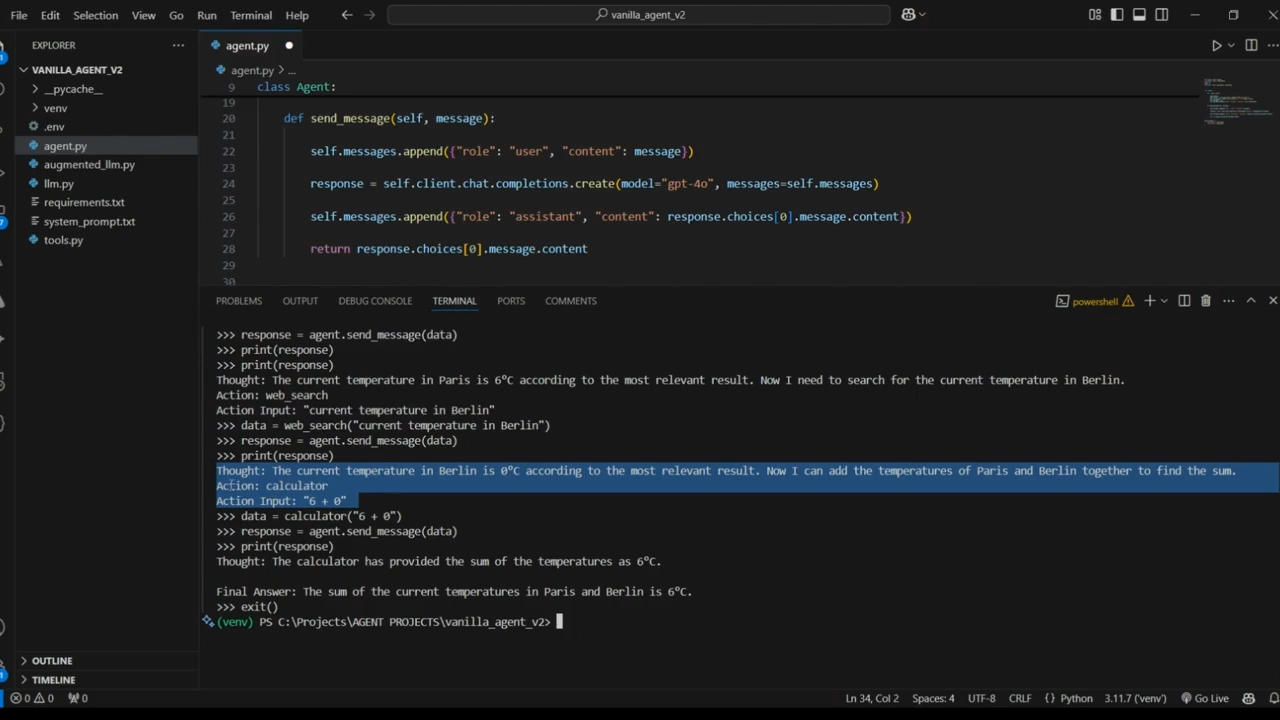 File Edit Selection View Go Run Terminal Help vanilla_agent_v2
EXPLORER
VANILLA_AGENT_V2
__pycache__
venv
.env
agent.py
augmented_llm.py
llm.py
requirements.txt
system_prompt.txt
tools.py
OUTLINE
TIMELINE
agent.py
agent.py > ...
9 class Agent:
19
20 def send_message(self, message):
21
22 self.messages.append({"role": "user", "content": message})
23
24 response = self.client.chat.completions.create(model="gpt-4o", messages=self.messages)
25
26 self.messages.append({"role": "assistant", "content": response.choices[0].message.content})
27
28 return response.choices[0].message.content
29
30
PROBLEMS OUTPUT DEBUG CONSOLE TERMINAL PORTS COMMENTS powershell
>>> response = agent.send_message(data)
>>> print(response)
>>> print(response)
Thought: The current temperature in Paris is 6°C according to the most relevant result. Now I need to search for the current temperature in Berlin.
Action: web_search
Action Input: "current temperature in Berlin"
>>> data = web_search("current temperature in Berlin")
>>> response = agent.send_message(data)
>>> print(response)
Thought: The current temperature in Berlin is 0°C according to the most relevant result. Now I can add the temperatures of Paris and Berlin together to find the sum.
Action: calculator
Action Input: "6 + 0"
>>> data = calculator("6 + 0")
>>> response = agent.send_message(data)
>>> print(response)
Thought: The calculator has provided the sum of the temperatures as 6°C.
Final Answer: The sum of the current temperatures in Paris and Berlin is 6°C.
>>> exit()
(venv) PS C:\Projects\AGENT PROJECTS\vanilla_agent_v2>
0 0 0 Ln 34, Col 2 Spaces: 4 UTF-8 CRLF {} Python 3.11.7 ('venv') Go Live